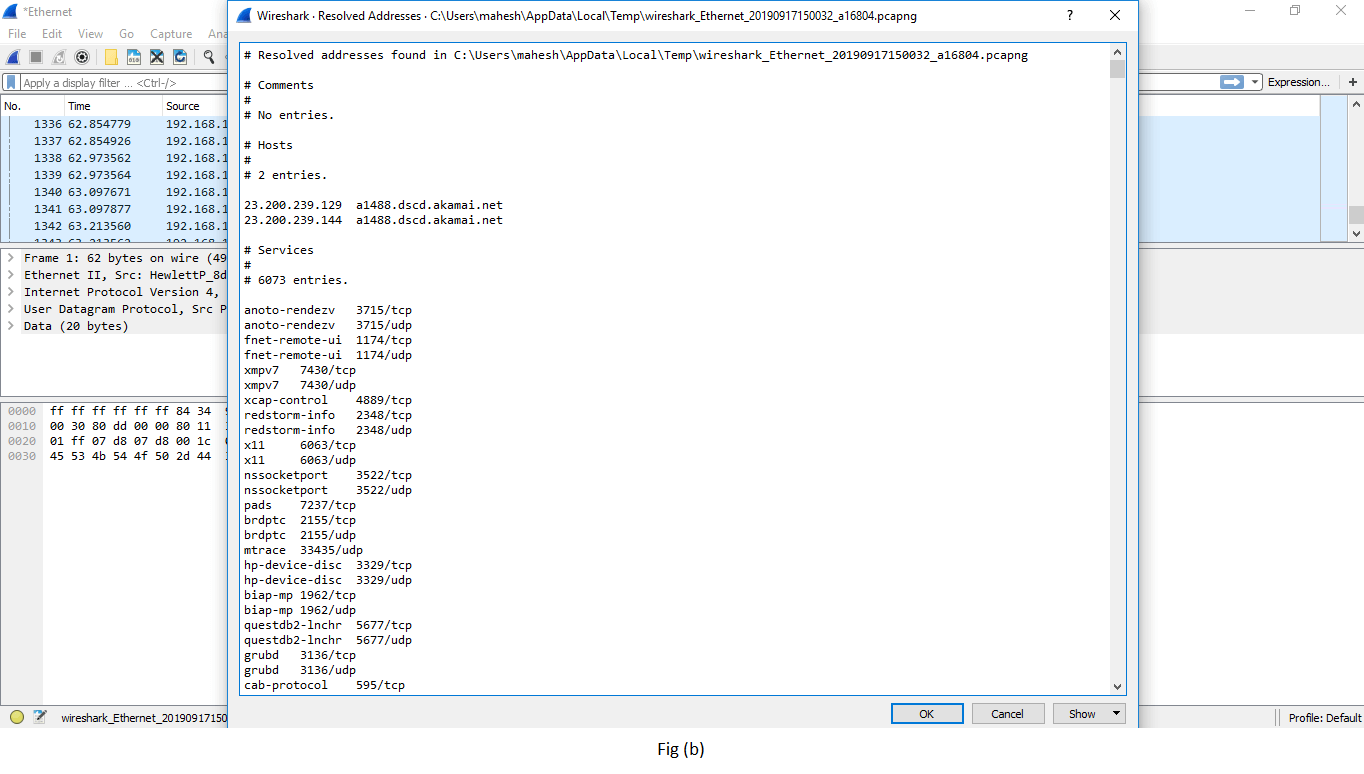 *Ethernet
File Edit View Go Capture Ana
Apply a display filter ... <Ctrl-/>
Expression... +
No. Time Source
1336 62.854779 192.168.1
1337 62.854926 192.168.1
1338 62.973562 192.168.1
1339 62.973564 192.168.1
1340 63.097671 192.168.1
1341 63.097877 192.168.1
1342 63.213560 192.168.1
1343 63.213562 192.168.1
> Frame 1: 62 bytes on wire (49
> Ethernet II, Src: HewlettP_8d
> Internet Protocol Version 4,
> User Datagram Protocol, Src P
> Data (20 bytes)
0000 ff ff ff ff ff ff 84 34
0010 00 30 80 dd 00 00 80 11
0020 01 ff 07 d8 07 d8 00 1c
0030 45 53 4b 54 4f 50 2d 44
wireshark_Ethernet_20190917150
Profile: Default
Wireshark · Resolved Addresses · C:\Users\mahesh\AppData\Local\Temp\wireshark_Ethernet_20190917150032_a16804.pcapng
?
# Resolved addresses found in C:\Users\mahesh\AppData\Local\Temp\wireshark_Ethernet_20190917150032_a16804.pcapng
# Comments
#
# No entries.
# Hosts
#
# 2 entries.
23.200.239.129 a1488.dscd.akamai.net
23.200.239.144 a1488.dscd.akamai.net
# Services
#
# 6073 entries.
anoto-rendezv 3715/tcp
anoto-rendezv 3715/udp
fnet-remote-ui 1174/tcp
fnet-remote-ui 1174/udp
xmpv7 7430/tcp
xmpv7 7430/udp
xcap-control 4889/tcp
redstorm-info 2348/tcp
redstorm-info 2348/udp
x11 6063/tcp
x11 6063/udp
nssocketport 3522/tcp
nssocketport 3522/udp
pads 7237/tcp
brdptc 2155/tcp
brdptc 2155/udp
mtrace 33435/udp
hp-device-disc 3329/tcp
hp-device-disc 3329/udp
biap-mp 1962/tcp
biap-mp 1962/udp
questdb2-lnchr 5677/tcp
questdb2-lnchr 5677/udp
grubd 3136/tcp
grubd 3136/udp
cab-protocol 595/tcp
OK Cancel Show
Fig (b)